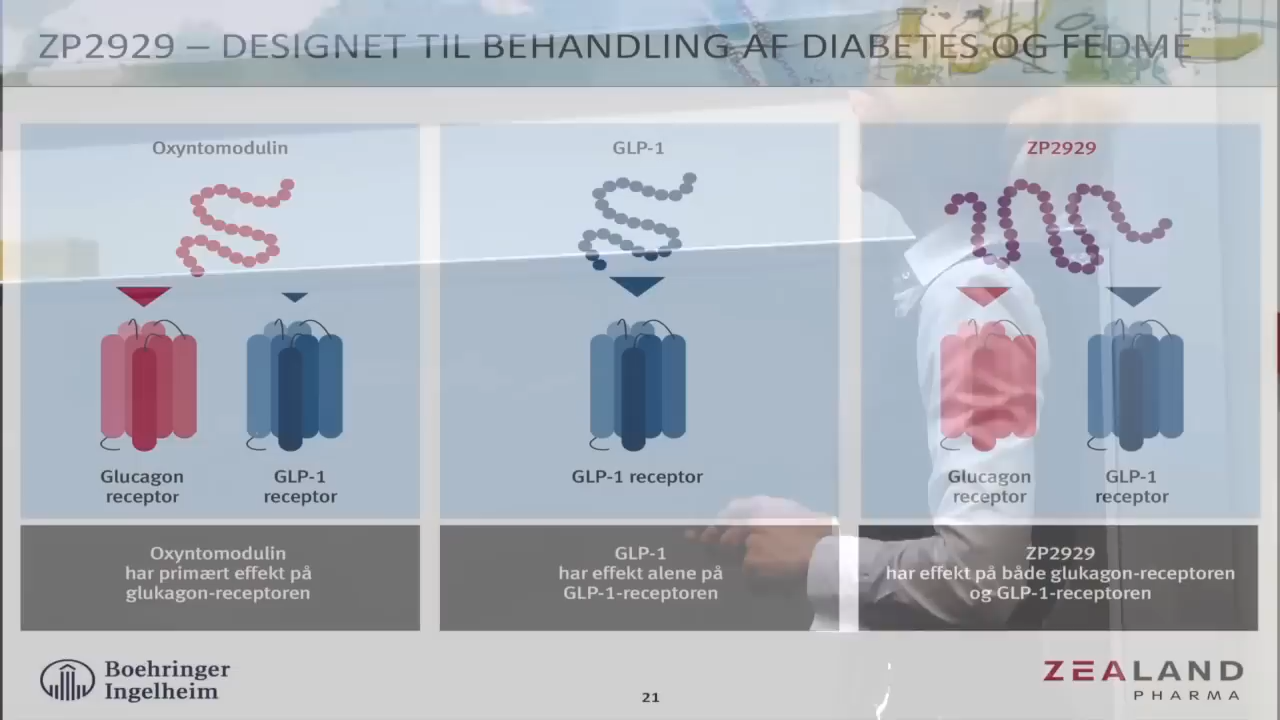 ZP2929 – DESIGNET TIL BEHANDLING AF DIABETES OG FEDME
Oxyntomodulin
Glucagon
receptor
GLP-1
receptor
Oxyntomodulin
har primært effekt på
glukagon-receptoren
GLP-1
GLP-1 receptor
GLP-1
har effekt alene på
GLP-1-receptoren
ZP2929
Glucagon
receptor
GLP-1
receptor
ZP2929
har effekt på både glukagon-receptoren
og GLP-1-receptoren
Boehringer
Ingelheim
21
ZEALAND
PHARMA